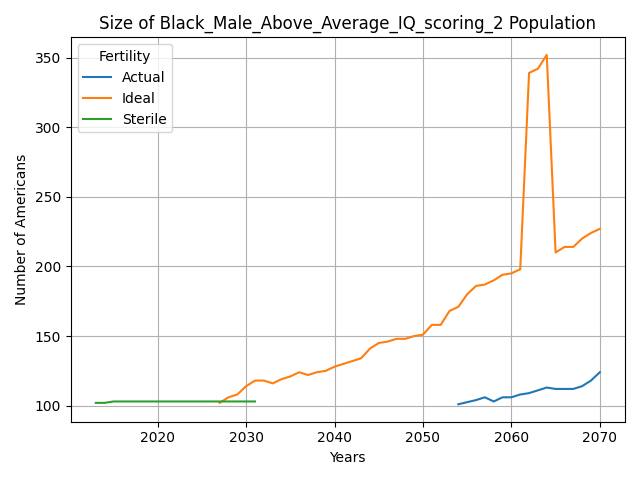 Size of Black_Male_Above_Average_IQ_scoring_2 Population
Fertility
Actual
Ideal
Sterile
Number of Americans
350
300
250
200
150
100
2020
2030
2040
2050
2060
2070
Years